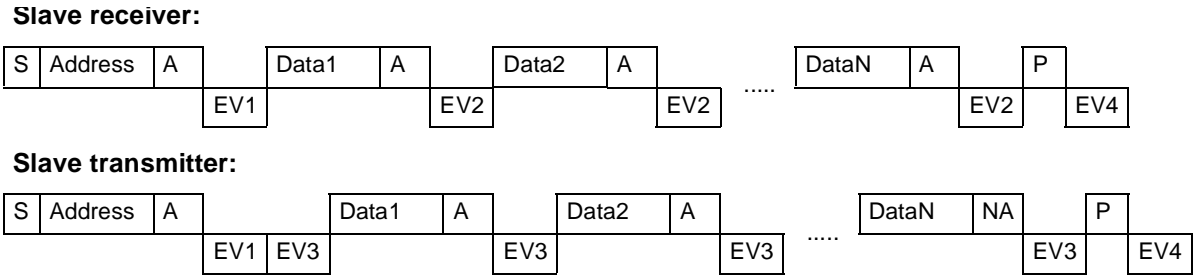 Slave receiver:
S Address A Data1 A Data2 A DataN A P
EV1 EV2 EV2 ..... EV2 EV4
Slave transmitter:
S Address A Data1 A Data2 A DataN NA P
EV1 EV3 EV3 EV3 ..... EV3 EV4